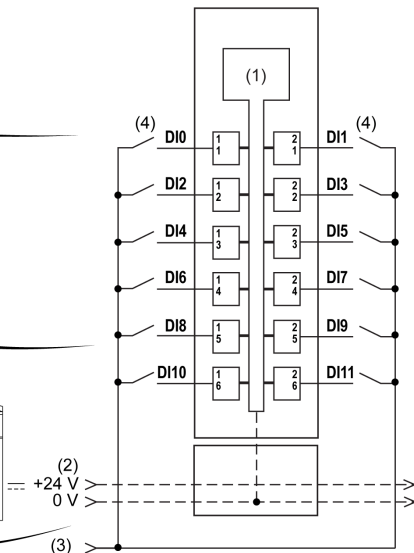 (1)
(4) (4)
DI0 1 1 2 1 DI1
DI2 1 2 2 2 DI3
DI4 1 3 2 3 DI5
DI6 1 4 2 4 DI7
DI8 1 5 2 5 DI9
DI10 1 6 2 6 DI11
(2)
+24 V
0 V
(3)